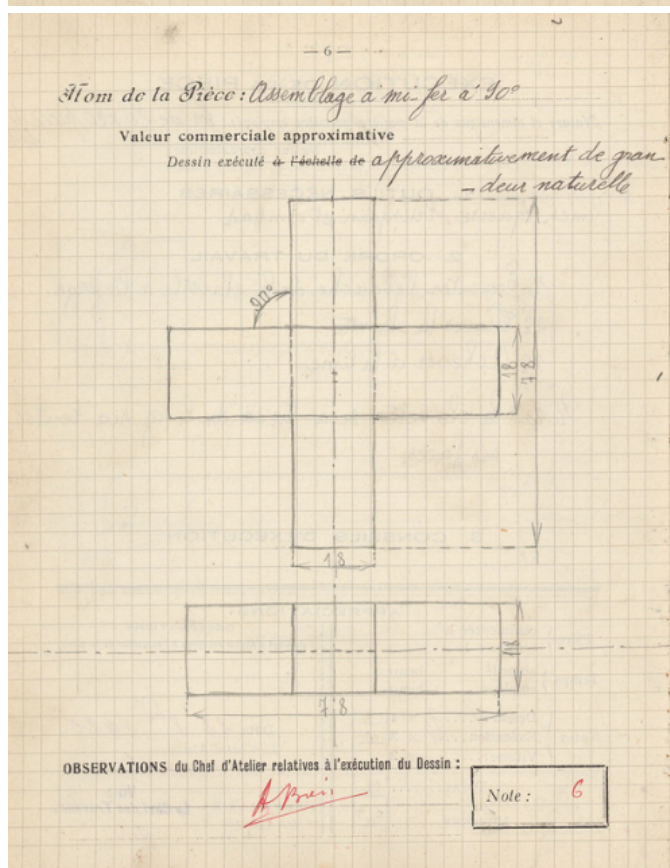 — 6 —
Nom de la Pièce : Assemblage à mi-fer à 90°
Valeur commerciale approximative
Dessin exécuté à l'échelle de approximativement de gran
- deur naturelle
90°
18
78
18
18
78
OBSERVATIONS du Chef d'Atelier relatives à l'exécution du Dessin :
Note : 6